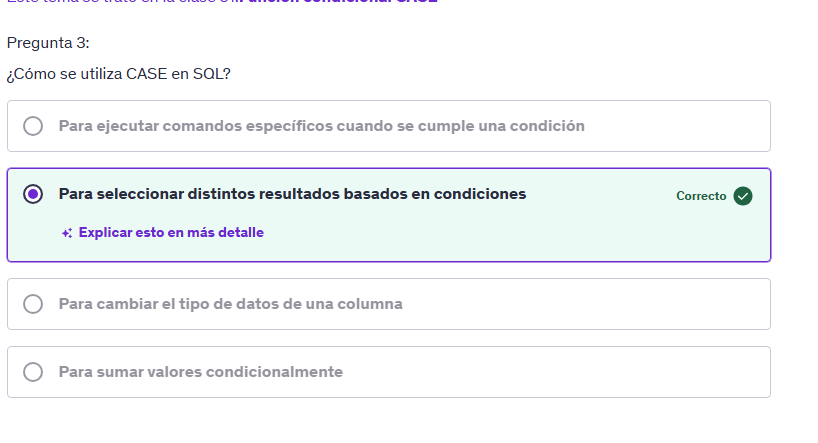 Pregunta 3:
¿Cómo se utiliza CASE en SQL?
Para ejecutar comandos específicos cuando se cumple una condición
Para seleccionar distintos resultados basados en condiciones
Correcto
Explicar esto en más detalle
Para cambiar el tipo de datos de una columna
Para sumar valores condicionalmente